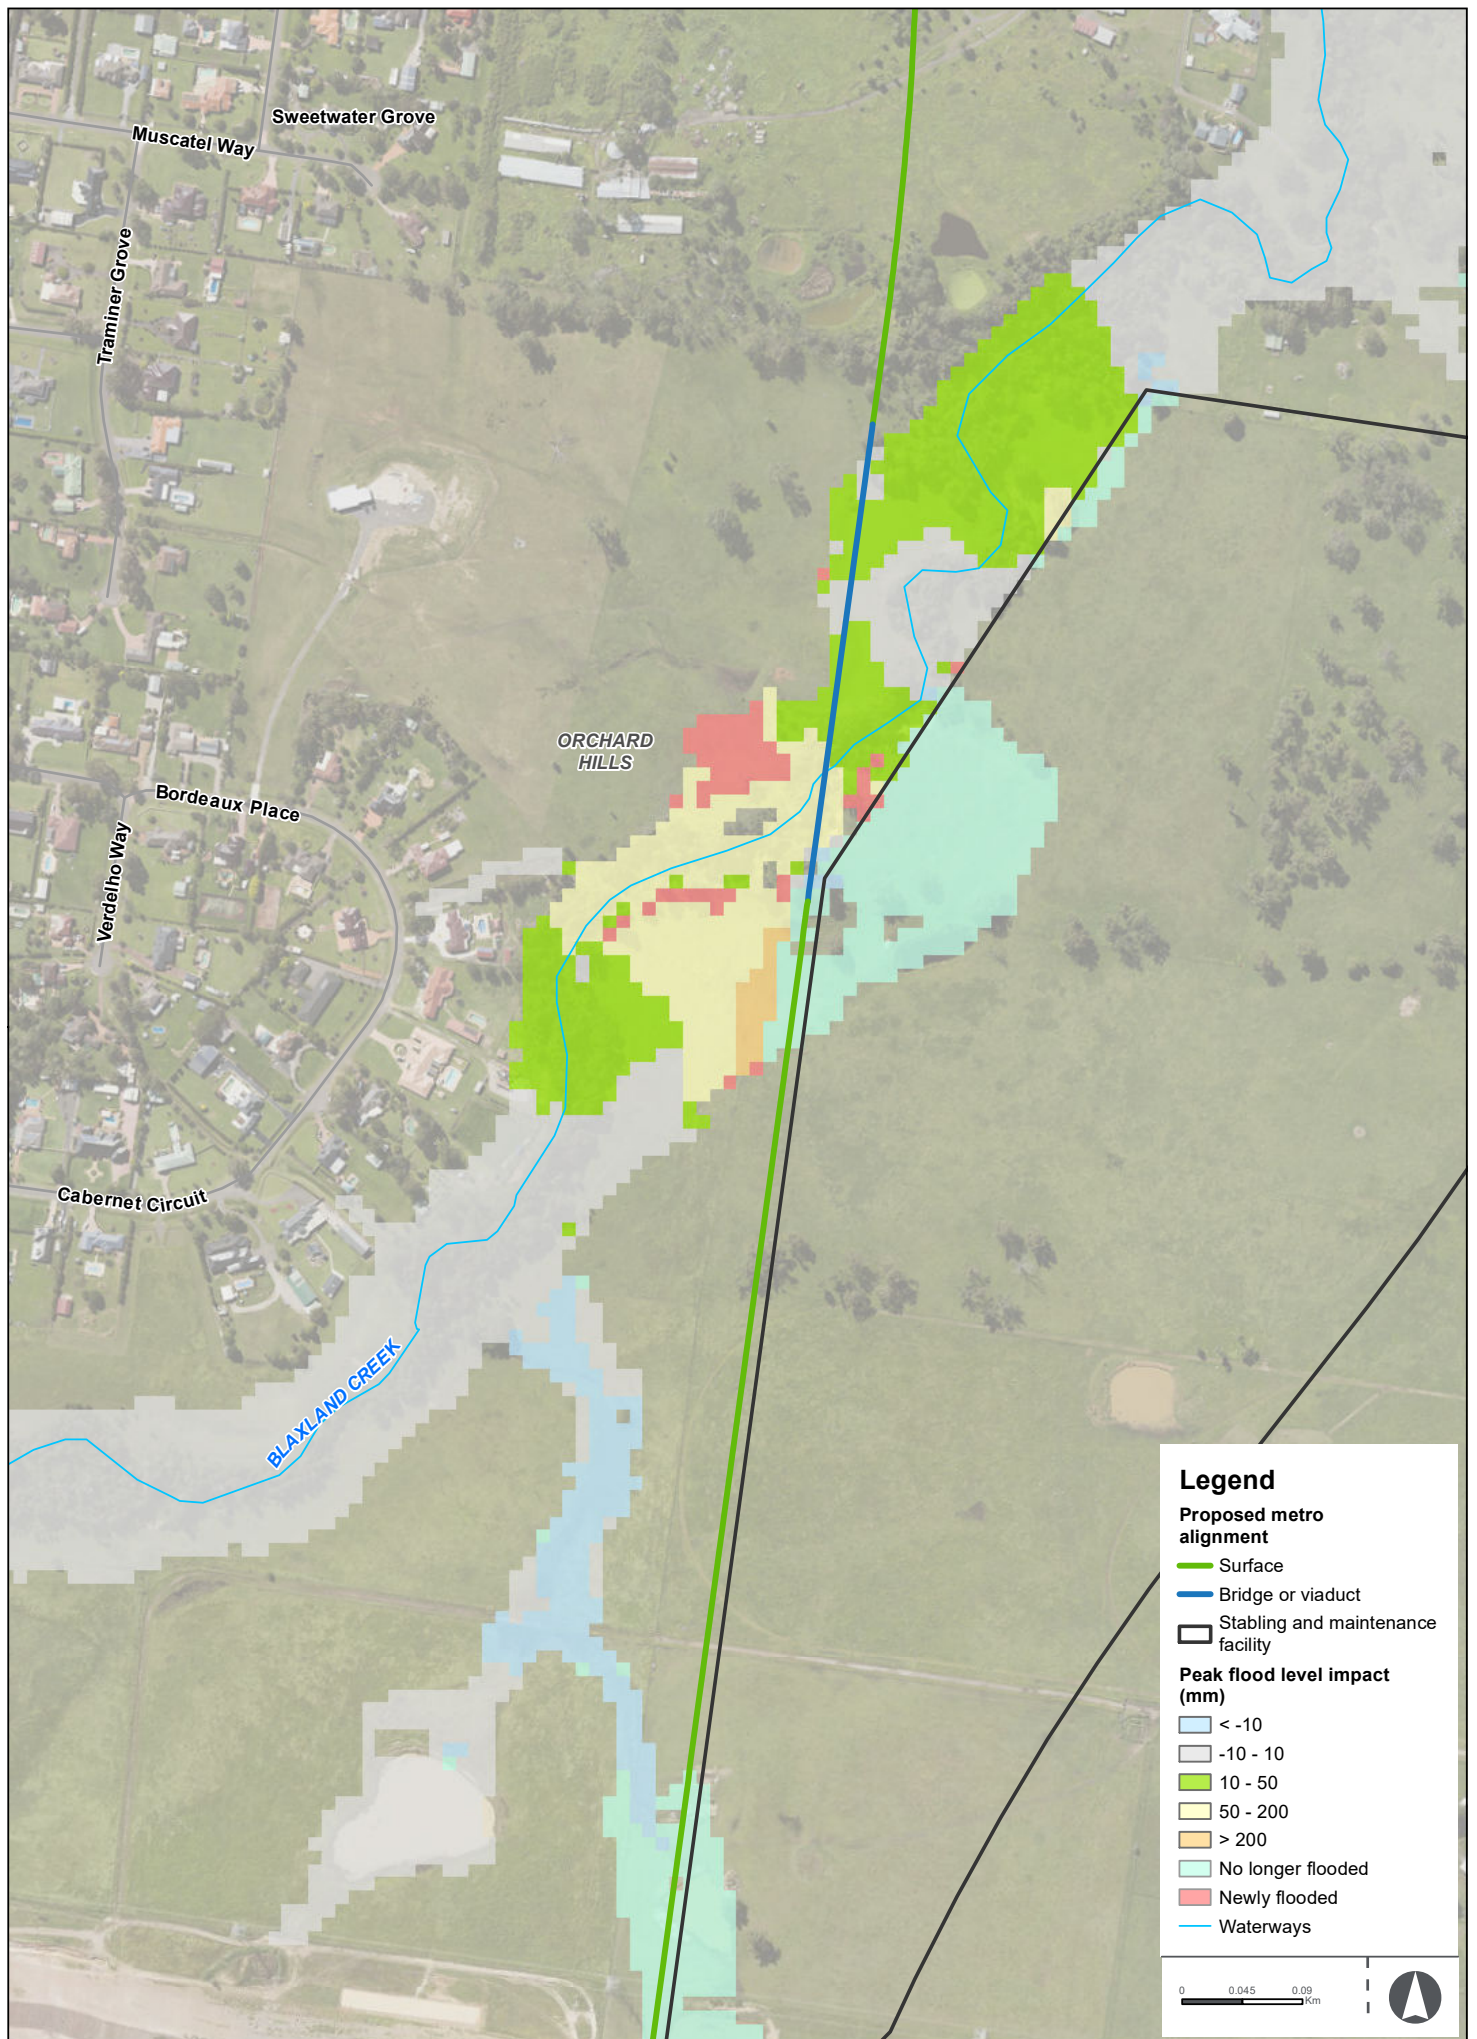 Sweetwater Grove
Muscatel Way
Traminer Grove
ORCHARD
HILLS
Bordeaux Place
Verdelho Way
Cabernet Circuit
BLAXLAND CREEK
Legend
Proposed metro
alignment
Surface
Bridge or viaduct
Stabling and maintenance
facility
Peak flood level impact
(mm)
< -10
-10 - 10
10 - 50
50 - 200
> 200
No longer flooded
Newly flooded
Waterways
0 0.045 0.09
Km